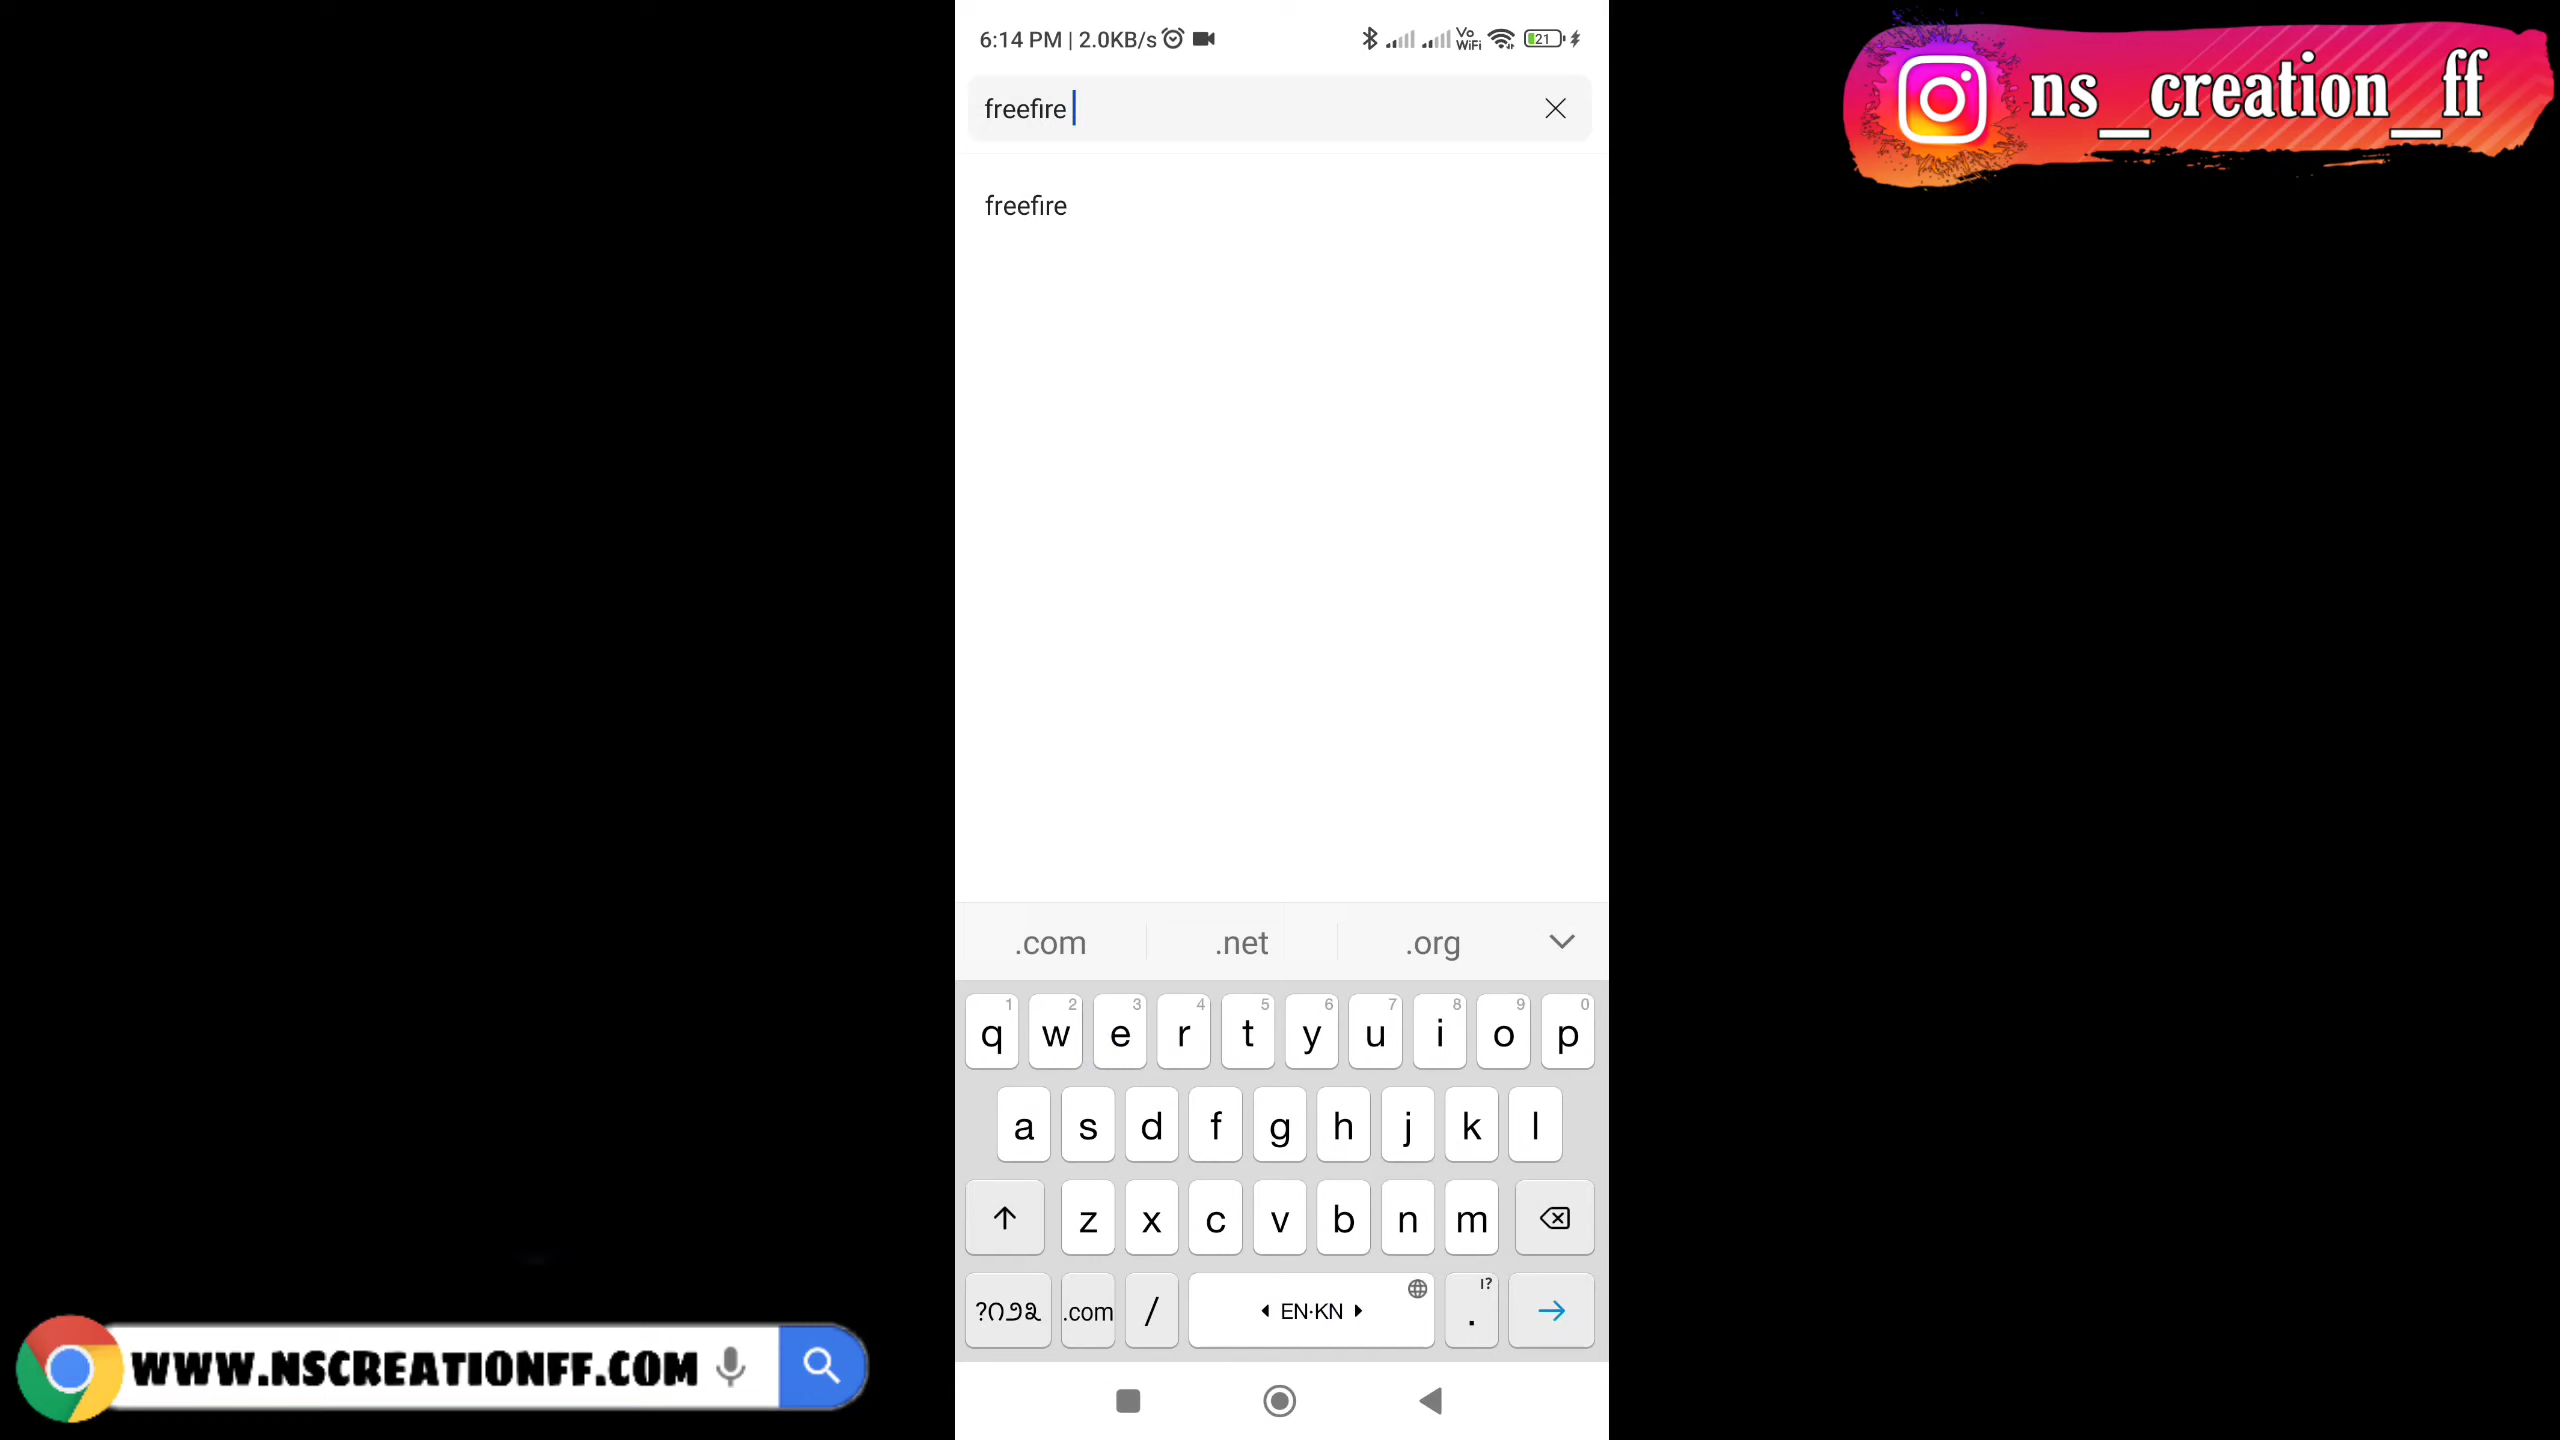 6:14 PM | 2.0KB/s
Vo
WiFi
21
ns_creation_ff
freefire
freefire
.com .net .org
1 2 3 4 5 6 7 8 9 0
q w e r t y u i o p
a s d f g h j k l
z x c v b n m
!?
?೧೨೩ .com / EN·KN .
WWW.NSCREATIONFF.COM